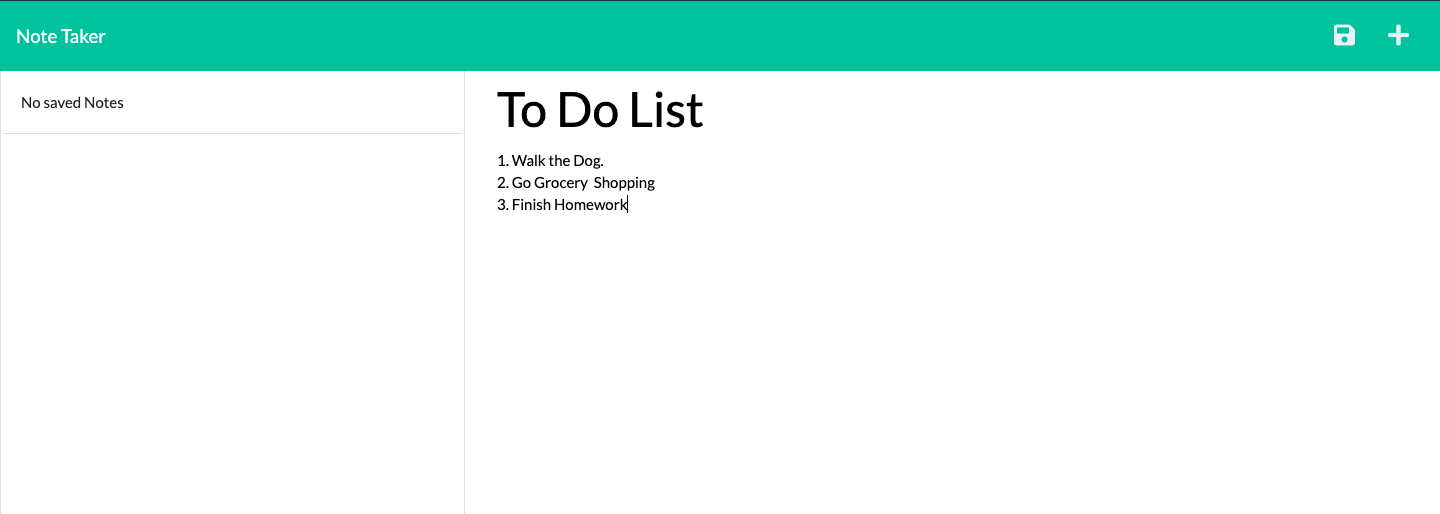 Note Taker
No saved Notes
To Do List
1. Walk the Dog.
2. Go Grocery  Shopping
3. Finish Homework